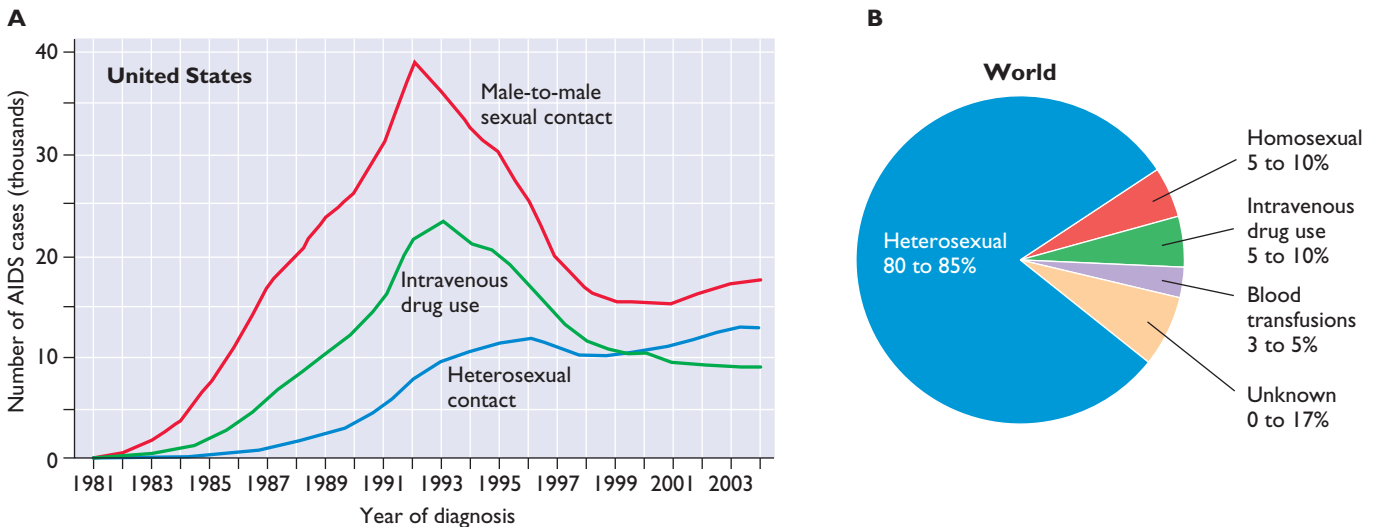 A
Number of AIDS cases (thousands)
40
30
20
10
0
United States
Male-to-male
sexual contact
Intravenous
drug use
Heterosexual
contact
1981 1983 1985 1987 1989 1991 1993 1995 1997 1999 2001 2003
Year of diagnosis
B
World
Heterosexual
80 to 85%
Homosexual
5 to 10%
Intravenous
drug use
5 to 10%
Blood
transfusions
3 to 5%
Unknown
0 to 17%